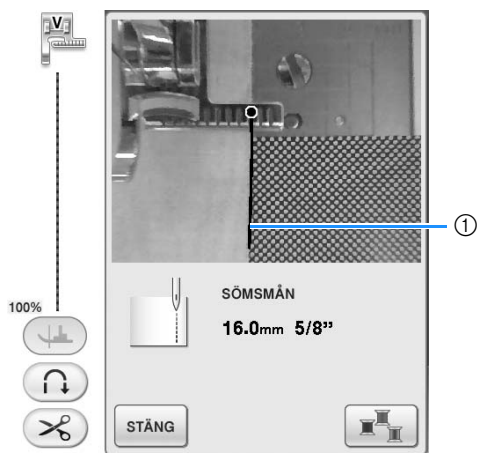 V
①
100%
SÖMSMÅN
16.0mm 5/8"
STÄNG